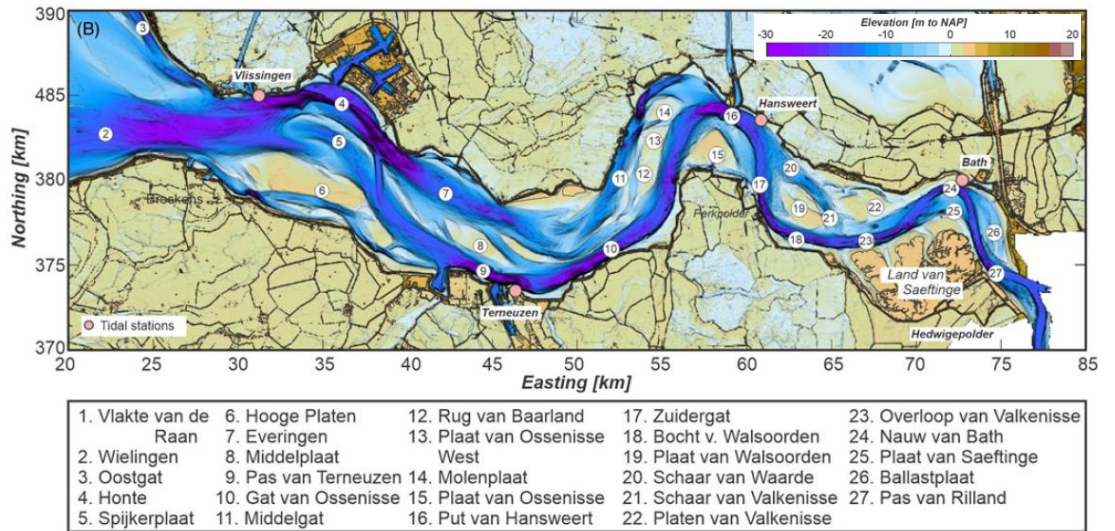 (B)
Elevation [m to NAP]
-30 -20 -10 0 10 20
390
485
380
375
370
Northing [km]
20 25 30 35 40 45 50 55 60 65 70 75 80 85
Easting [km]
Vlissingen
Hansweert
Bath
Breskens
Perkpolder
Land van
Saeftinge
Terneuzen
Hedwigepolder
Tidal stations
3
2
4
5
6
7
8
9
10
11
12
13
14
15
16
17
18
19
20
21
22
23
24
25
26
27
1. Vlakte van de
Raan
2. Wielingen
3. Oostgat
4. Honte
5. Spijkerplaat
6. Hooge Platen
7. Everingen
8. Middelplaat
9. Pas van Terneuzen
10. Gat van Ossenisse
11. Middelgat
12. Rug van Baarland
13. Plaat van Ossenisse
West
14. Molenplaat
15. Plaat van Ossenisse
16. Put van Hansweert
17. Zuidergat
18. Bocht v. Walsoorden
19. Plaat van Walsoorden
20. Schaar van Waarde
21. Schaar van Valkenisse
22. Platen van Valkenisse
23. Overloop van Valkenisse
24. Nauw van Bath
25. Plaat van Saeftinge
26. Ballastplaat
27. Pas van Rilland